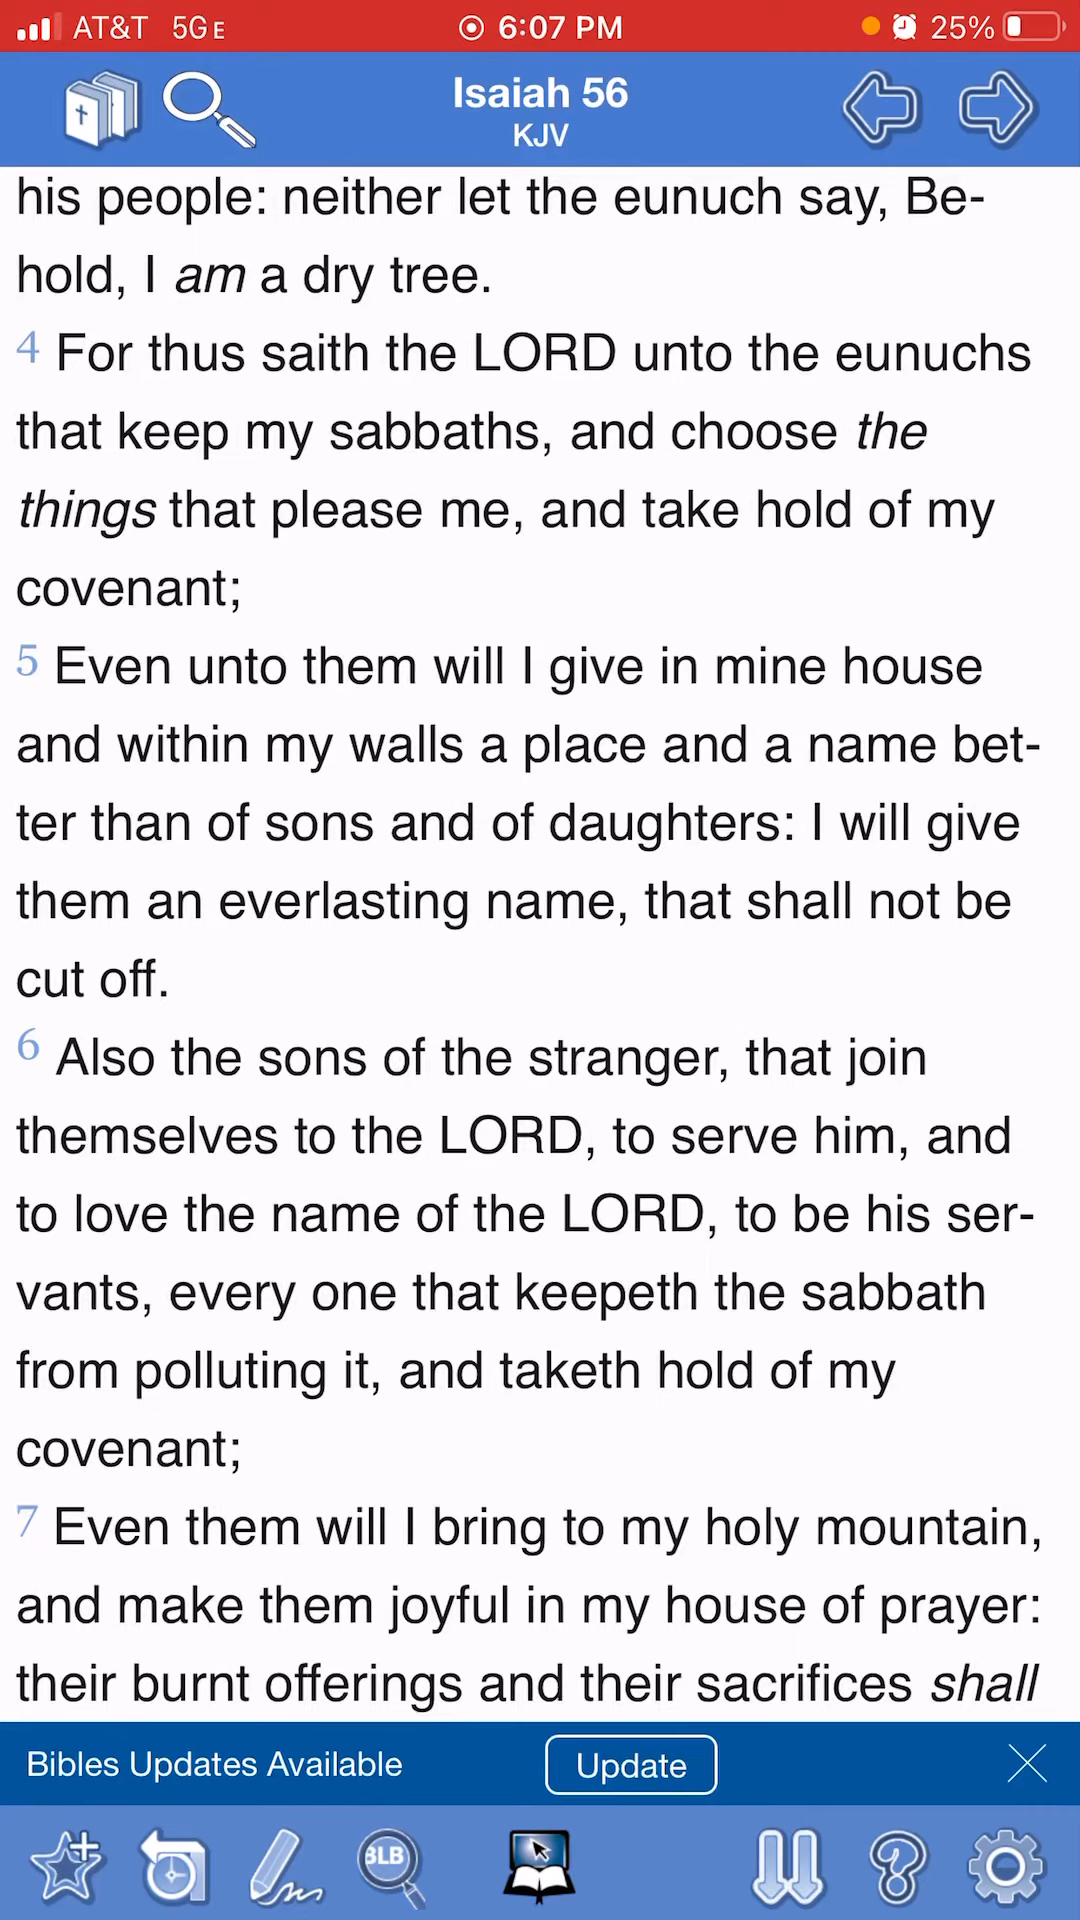 AT&T 5GE 6:07 PM 25%
Isaiah 56
KJV
his people: neither let the eunuch say, Be-
hold, I am a dry tree.
4 For thus saith the LORD unto the eunuchs
that keep my sabbaths, and choose the
things that please me, and take hold of my
covenant;
5 Even unto them will I give in mine house
and within my walls a place and a name bet-
ter than of sons and of daughters: I will give
them an everlasting name, that shall not be
cut off.
6 Also the sons of the stranger, that join
themselves to the LORD, to serve him, and
to love the name of the LORD, to be his ser-
vants, every one that keepeth the sabbath
from polluting it, and taketh hold of my
covenant;
7 Even them will I bring to my holy mountain,
and make them joyful in my house of prayer:
their burnt offerings and their sacrifices shall
Bibles Updates Available Update
BLB